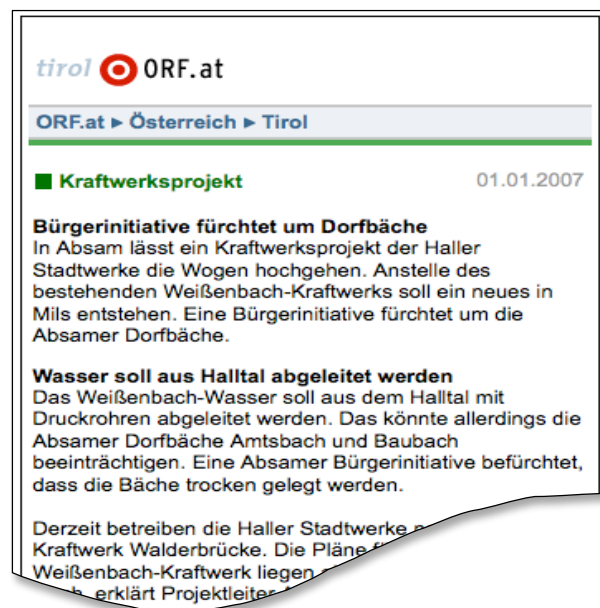 tirol ORF.at
ORF.at ▸ Österreich ▸ Tirol
Kraftwerksprojekt 01.01.2007
Bürgerinitiative fürchtet um Dorfbäche
In Absam lässt ein Kraftwerksprojekt der Haller
Stadtwerke die Wogen hochgehen. Anstelle des
bestehenden Weißenbach-Kraftwerks soll ein neues in
Mils entstehen. Eine Bürgerinitiative fürchtet um die
Absamer Dorfbäche.
Wasser soll aus Halltal abgeleitet werden
Das Weißenbach-Wasser soll aus dem Halltal mit
Druckrohren abgeleitet werden. Das könnte allerdings die
Absamer Dorfbäche Amtsbach und Baubach
beeinträchtigen. Eine Absamer Bürgerinitiative befürchtet,
dass die Bäche trocken gelegt werden.
Derzeit betreiben die Haller Stadtwerke
Kraftwerk Walderbrücke. Die Pläne
Weißenbach-Kraftwerk liegen
erklärt Projektleiter